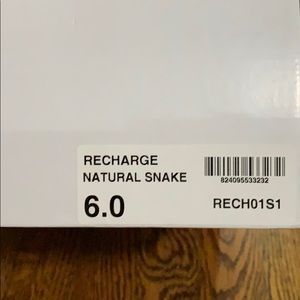 RECHARGE
NATURAL SNAKE
824095533232
6.0
RECH01S1